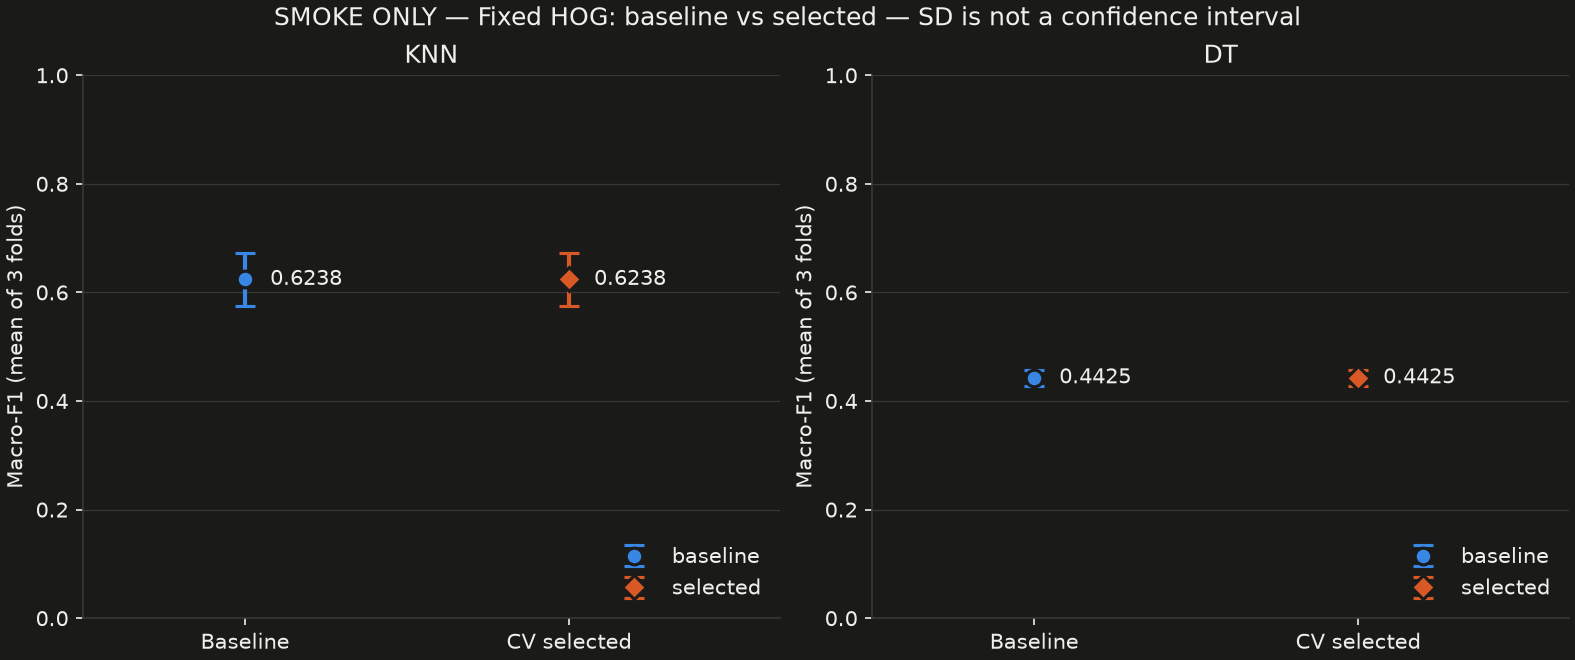 SMOKE ONLY — Fixed HOG: baseline vs selected — SD is not a confidence interval
KNN
Macro-F1 (mean of 3 folds)
1.0
0.8
0.6
0.4
0.2
0.0
0.6238
0.6238
baseline
selected
Baseline
CV selected
DT
Macro-F1 (mean of 3 folds)
1.0
0.8
0.6
0.4
0.2
0.0
0.4425
0.4425
baseline
selected
Baseline
CV selected